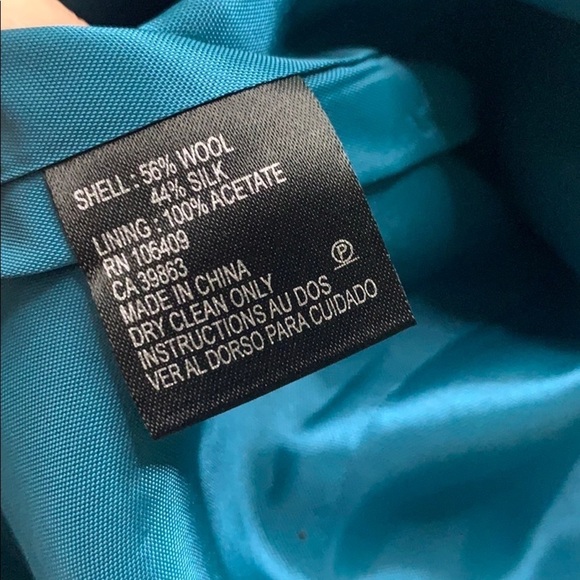 SHELL : 56% WOOL
44% SILK
LINING : 100% ACETATE
RN 105409
CA 39863
MADE IN CHINA
DRY CLEAN ONLY
INSTRUCTIONS AU DOS
VER AL DORSO PARA CUIDADO
P